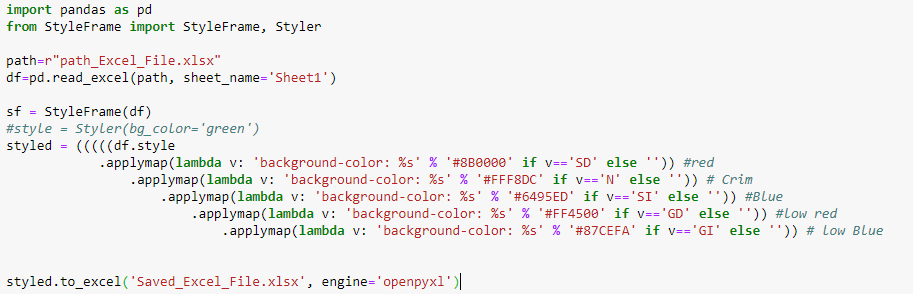 import pandas as pd
from StyleFrame import StyleFrame, Styler
path=r"path_Excel_File.xlsx"
df=pd.read_excel(path, sheet_name='Sheet1')
sf = StyleFrame(df)
#style = Styler(bg_color='green')
styled = (((((df.style
.applymap(lambda v: 'background-color: %s' % '#8B0000' if v=='SD' else '')) #red
.applymap(lambda v: 'background-color: %s' % '#FFF8DC' if v=='N' else '')) # Crim
.applymap(lambda v: 'background-color: %s' % '#6495ED' if v=='SI' else '')) #Blue
.applymap(lambda v: 'background-color: %s' % '#FF4500' if v=='GD' else '')) #low red
.applymap(lambda v: 'background-color: %s' % '#87CEFA' if v=='GI' else '')) # low Blue
styled.to_excel('Saved_Excel_File.xlsx', engine='openpyxl')